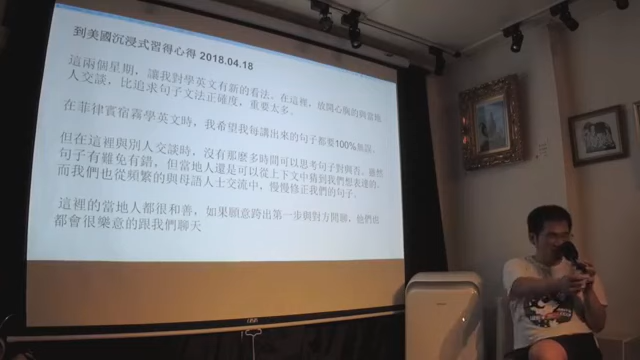 到美國沉浸式習得心得 2018.04.18
這兩個星期，讓我對學英文有新的看法，在這裡，放開心胸的與當地
人交談，比追求句子文法正確度，重要太多。
在菲律賓宿霧學英文時，我希望我每講出來的句子都要100%無誤。
但在這裡與別人交談時，沒有那麼多時間可以思考句子對與否。雖然
句子有難免有錯，但當地人還是可以從上下文中猜到我們想表達的。
而我們也從頻繁的與母語人士交流中，慢慢修正我們的句子。
這裡的當地人都很和善，如果願意跨出第一步與對方開聊，他們也
都會很樂意的跟我們聊天